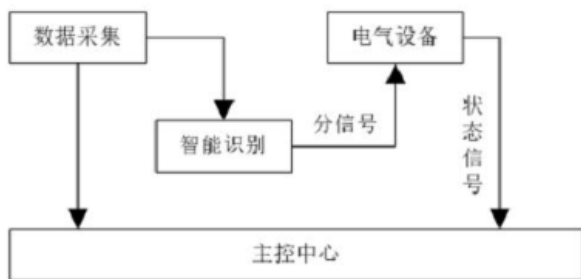 数据采集
电气设备
智能识别
分信号
状态信号
主控中心